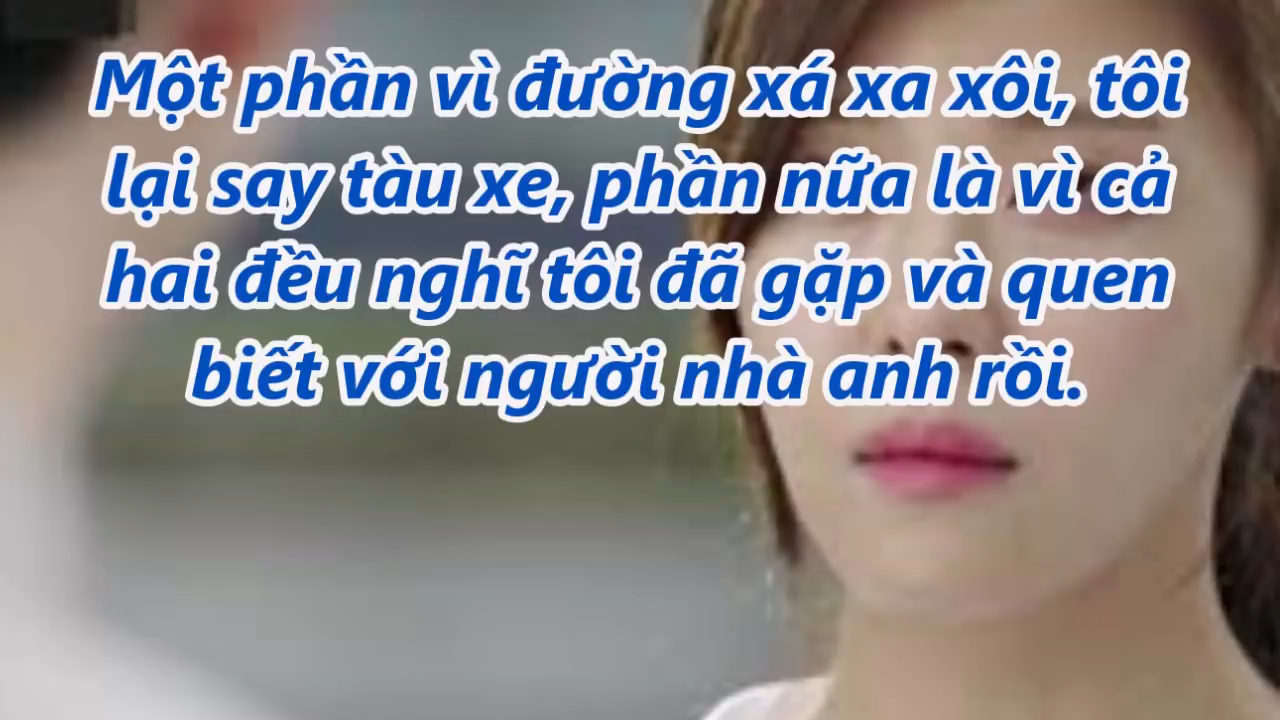 Một phần vì đường xá xa xôi, tôi
lại say tàu xe, phần nữa là vì cả
hai đều nghĩ tôi đã gặp và quen
biết với người nhà anh rồi.